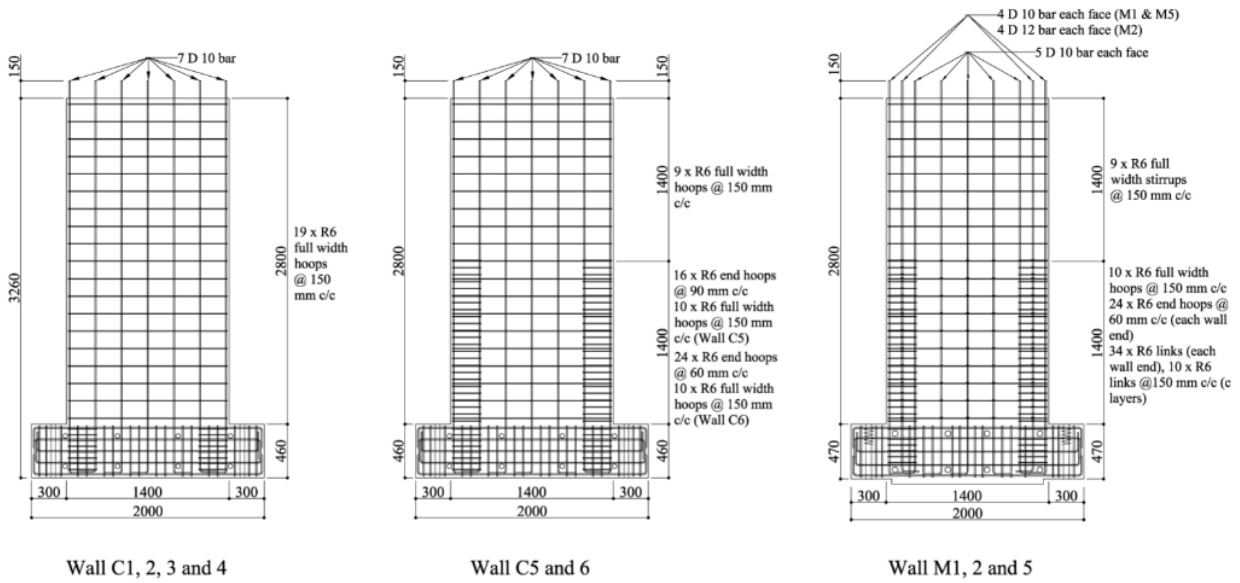 7 D 10 bar
150
3260
2800
19 x R6
full width
hoops
@ 150
mm c/c
460
300
1400
300
2000
Wall C1, 2, 3 and 4
7 D 10 bar
150
150
2800
1400
9 x R6 full width
hoops @ 150 mm
c/c
16 x R6 end hoops
@ 90 mm c/c
10 x R6 full width
hoops @ 150 mm
c/c (Wall C5)
24 x R6 end hoops
@ 60 mm c/c
10 x R6 full width
hoops @ 150 mm
c/c (Wall C6)
1400
460
460
300
1400
300
2000
Wall C5 and 6
4 D 10 bar each face (M1 & M5)
4 D 12 bar each face (M2)
5 D 10 bar each face
150
150
2800
1400
9 x R6 full
width stirrups
@ 150 mm c/c
10 x R6 full width
hoops @ 150 mm c/c
24 x R6 end hoops @
60 mm c/c (each wall
end)
34 x R6 links (each
wall end), 10 x R6
links @150 mm c/c (c
layers)
1400
470
470
300
1400
300
2000
Wall M1, 2 and 5